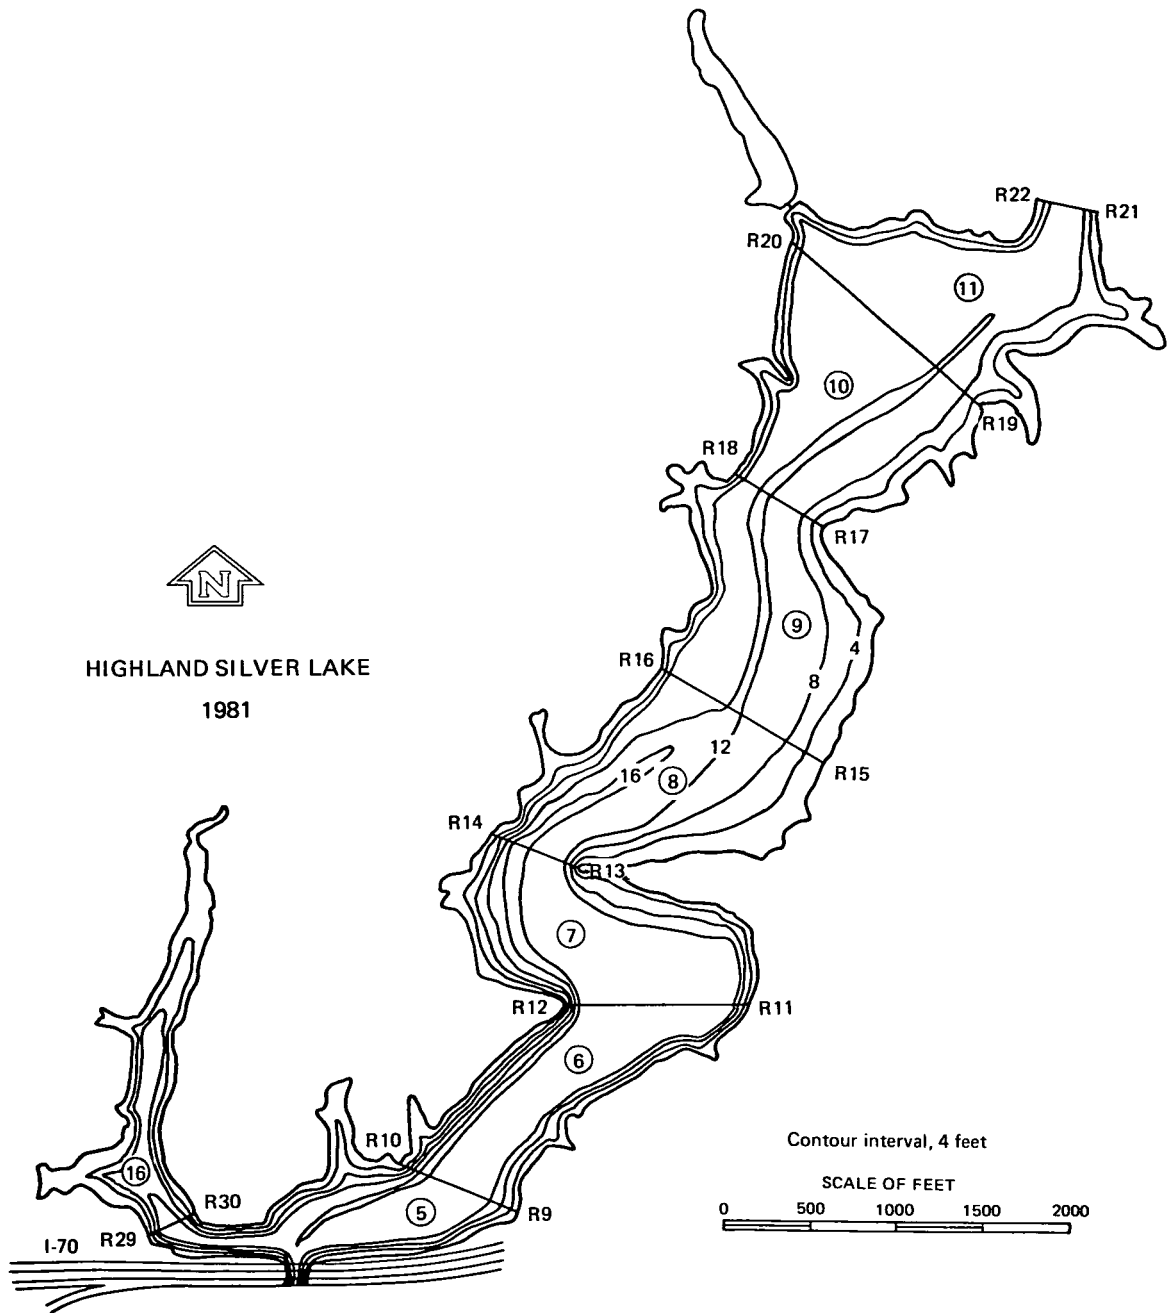 R22
R21
R20
11
10
R19
R18
R17
N
9
HIGHLAND SILVER LAKE
1981
R16
4
8
12
R15
16
8
R14
R13
7
R12
R11
6
Contour interval, 4 feet
R10
SCALE OF FEET
16
R30
5
R9
0 500 1000 1500 2000
R29
I-70